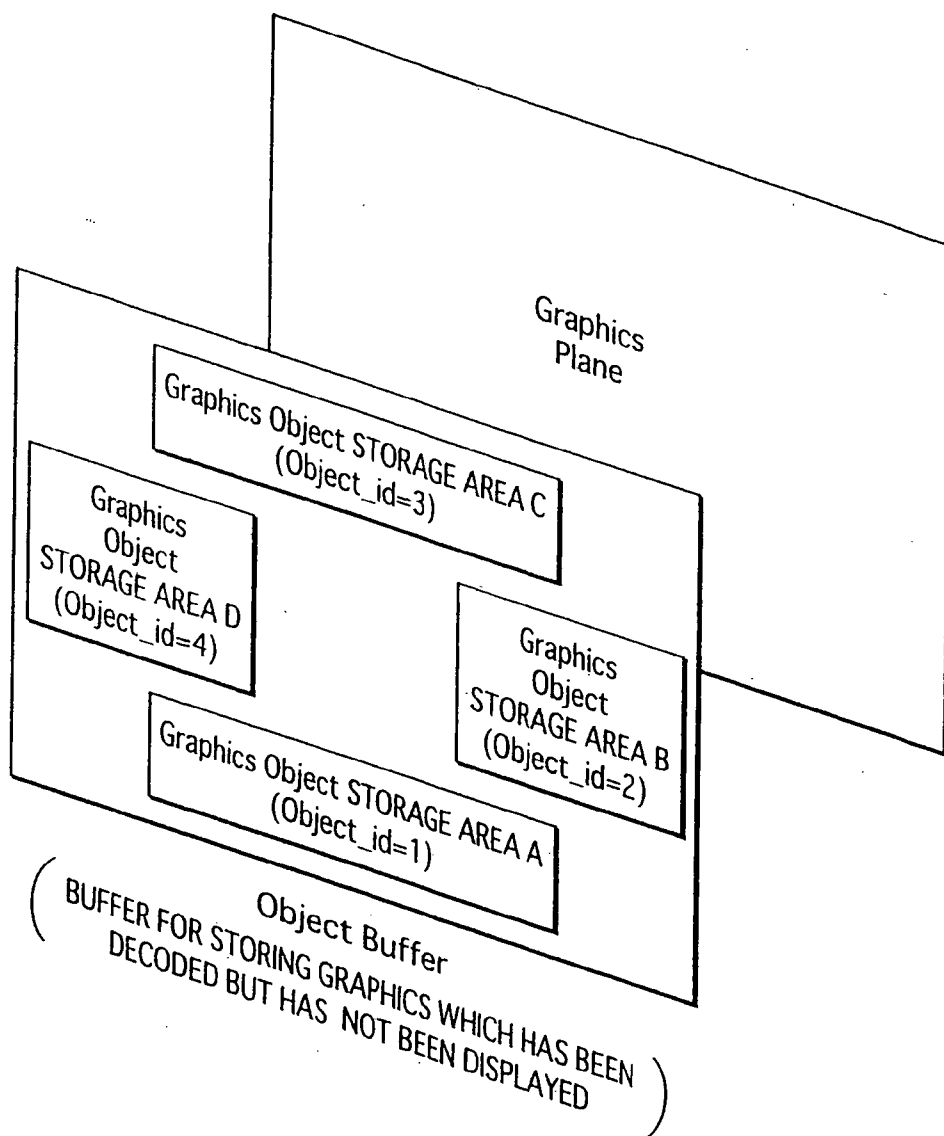 Graphics
Plane
Graphics Object STORAGE AREA C
(Object_id=3)
Graphics
Object
STORAGE AREA D
(Object_id=4)
Graphics
Object
STORAGE AREA B
(Object_id=2)
Graphics Object STORAGE AREA A
(Object_id=1)
Object Buffer
( BUFFER FOR STORING GRAPHICS WHICH HAS BEEN
DECODED BUT HAS NOT BEEN DISPLAYED )